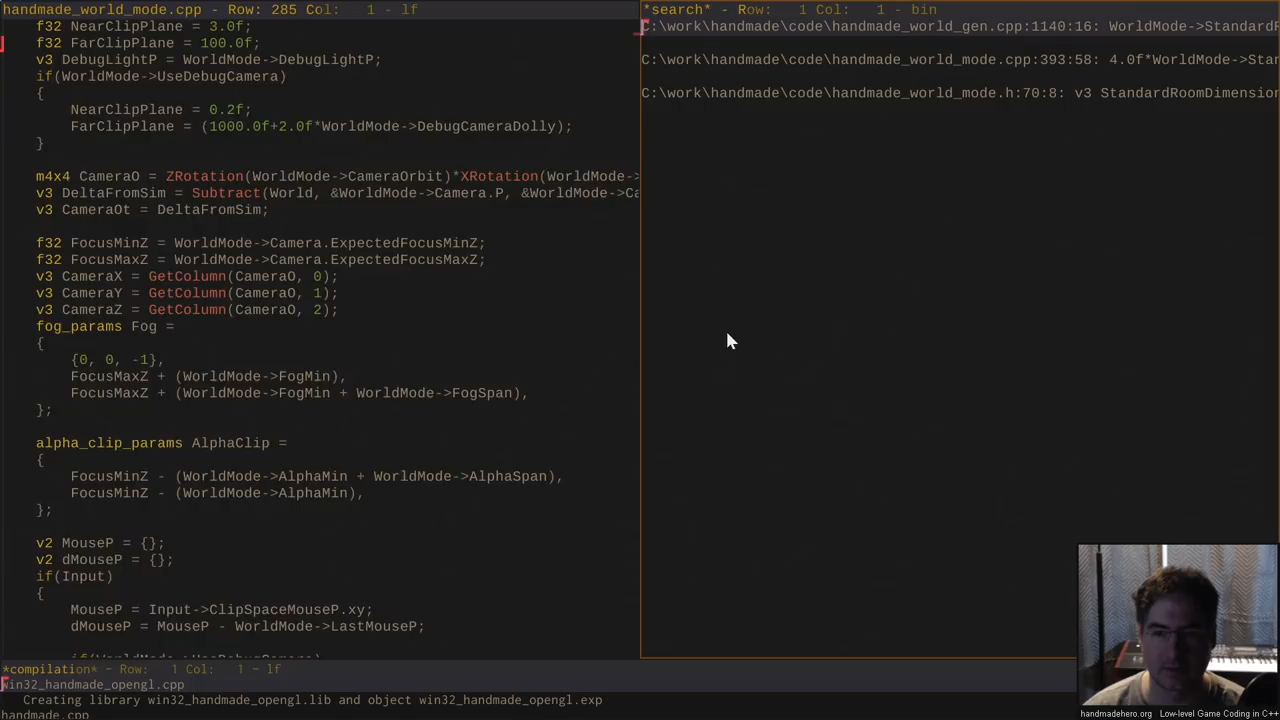 handmade_world_mode.cpp - Row: 285 Col: 1 - lf
f32 NearClipPlane = 3.0f;
f32 FarClipPlane = 100.0f;
v3 DebugLightP = WorldMode->DebugLightP;
if(WorldMode->UseDebugCamera)
{
NearClipPlane = 0.2f;
FarClipPlane = (1000.0f+2.0f*WorldMode->DebugCameraDolly);
}
m4x4 CameraO = ZRotation(WorldMode->CameraOrbit)*XRotation(WorldMode->
v3 DeltaFromSim = Subtract(World, &WorldMode->Camera.P, &WorldMode->Ca
v3 CameraOt = DeltaFromSim;
f32 FocusMinZ = WorldMode->Camera.ExpectedFocusMinZ;
f32 FocusMaxZ = WorldMode->Camera.ExpectedFocusMaxZ;
v3 CameraX = GetColumn(CameraO, 0);
v3 CameraY = GetColumn(CameraO, 1);
v3 CameraZ = GetColumn(CameraO, 2);
fog_params Fog =
{
{0, 0, -1},
FocusMaxZ + (WorldMode->FogMin),
FocusMaxZ + (WorldMode->FogMin + WorldMode->FogSpan),
};
alpha_clip_params AlphaClip =
{
FocusMinZ - (WorldMode->AlphaMin + WorldMode->AlphaSpan),
FocusMinZ - (WorldMode->AlphaMin),
};
v2 MouseP = {};
v2 dMouseP = {};
if(Input)
{
MouseP = Input->ClipSpaceMouseP.xy;
dMouseP = MouseP - WorldMode->LastMouseP;
*search* - Row: 1 Col: 1 - bin
C:\work\handmade\code\handmade_world_gen.cpp:1140:16: WorldMode->StandardR
C:\work\handmade\code\handmade_world_mode.cpp:393:58: 4.0f*WorldMode->Stan
C:\work\handmade\code\handmade_world_mode.h:70:8: v3 StandardRoomDimension
*compilation* - Row: 1 Col: 1 - lf
win32_handmade_opengl.cpp
Creating library win32_handmade_opengl.lib and object win32_handmade_opengl.exp
handmade.cpp
handmadehero.org Low-level Game Coding in C++